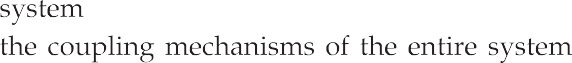 system
the coupling mechanisms of the entire system